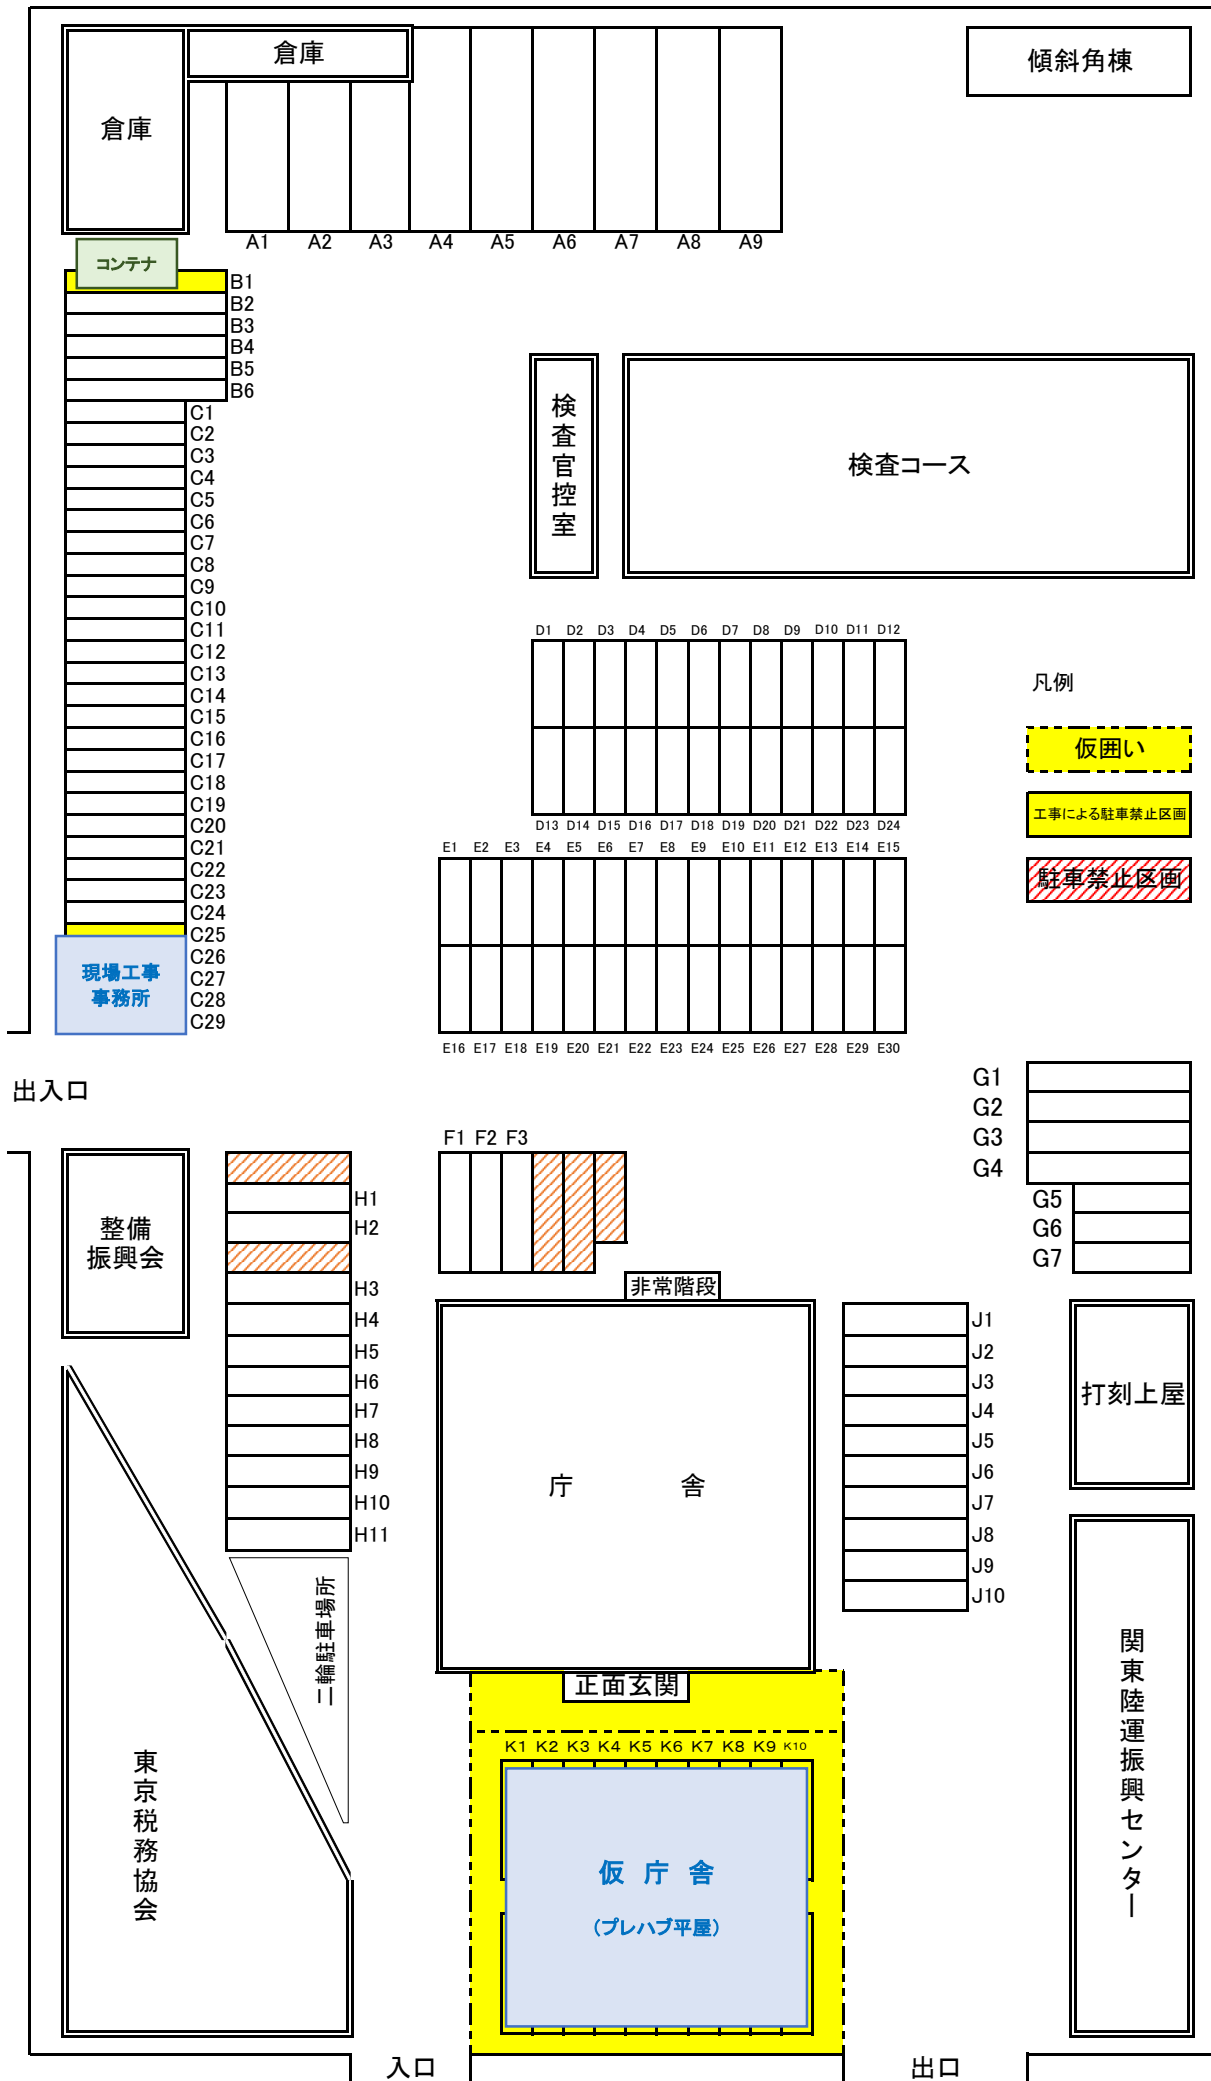 倉庫
傾斜角棟
倉庫
A1 A2 A3 A4 A5 A6 A7 A8 A9
コンテナ
B1
B2
B3
B4
B5
B6
C1
C2
C3
C4
C5
C6
C7
C8
C9
C10
C11
C12
C13
C14
C15
C16
C17
C18
C19
C20
C21
C22
C23
C24
C25
C26
C27
C28
C29
現場工事
事務所
検査官控室
検査コース
D1 D2 D3 D4 D5 D6 D7 D8 D9 D10 D11 D12
D13 D14 D15 D16 D17 D18 D19 D20 D21 D22 D23 D24
E1 E2 E3 E4 E5 E6 E7 E8 E9 E10 E11 E12 E13 E14 E15
E16 E17 E18 E19 E20 E21 E22 E23 E24 E25 E26 E27 E28 E29 E30
凡例
仮囲い
工事による駐車禁止区画
駐車禁止区画
出入口
G1
G2
G3
G4
G5
G6
G7
F1 F2 F3
整備
振興会
H1
H2
H3
H4
H5
H6
H7
H8
H9
H10
H11
非常階段
庁 舎
J1
J2
J3
J4
J5
J6
J7
J8
J9
J10
打刻上屋
二輪駐車場所
正面玄関
K1 K2 K3 K4 K5 K6 K7 K8 K9 K10
仮 庁 舎
（プレハブ平屋）
東京税務協会
関東陸運振興センター
入口
出口